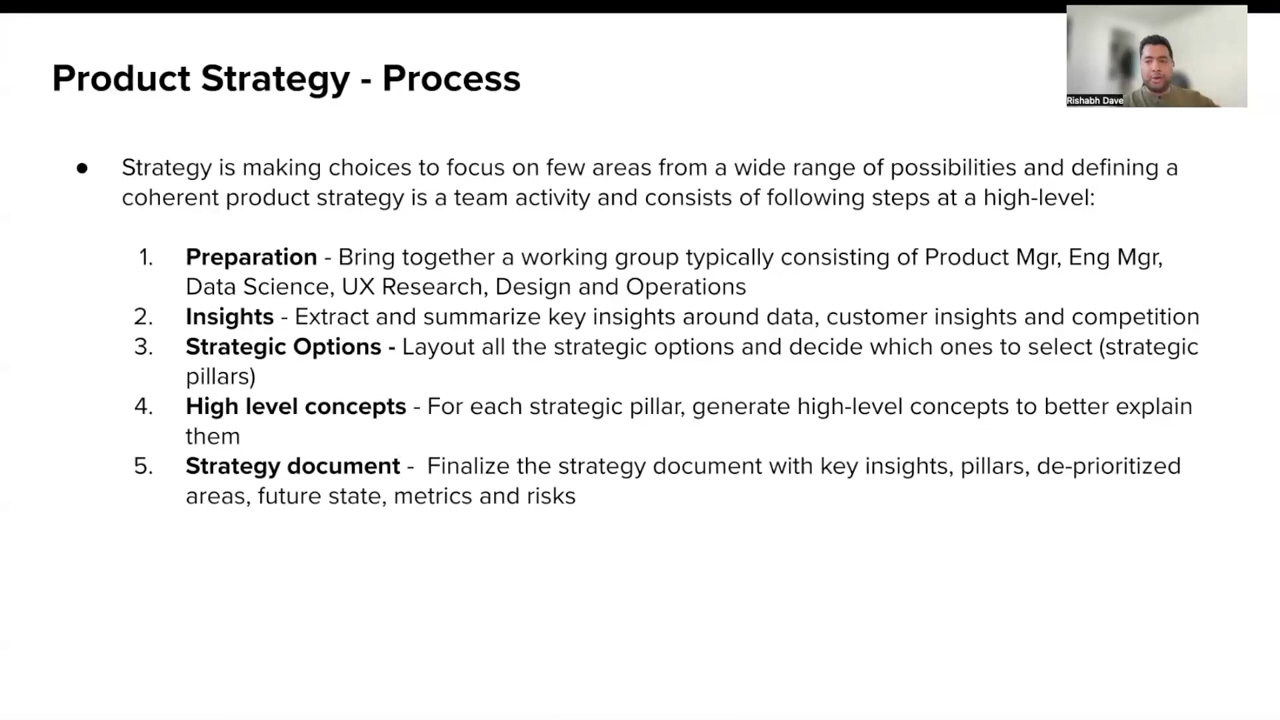 Product Strategy - Process
Rishabh Dave
● Strategy is making choices to focus on few areas from a wide range of possibilities and defining a
coherent product strategy is a team activity and consists of following steps at a high-level:
1. Preparation - Bring together a working group typically consisting of Product Mgr, Eng Mgr,
Data Science, UX Research, Design and Operations
2. Insights - Extract and summarize key insights around data, customer insights and competition
3. Strategic Options - Layout all the strategic options and decide which ones to select (strategic
pillars)
4. High level concepts - For each strategic pillar, generate high-level concepts to better explain
them
5. Strategy document -  Finalize the strategy document with key insights, pillars, de-prioritized
areas, future state, metrics and risks